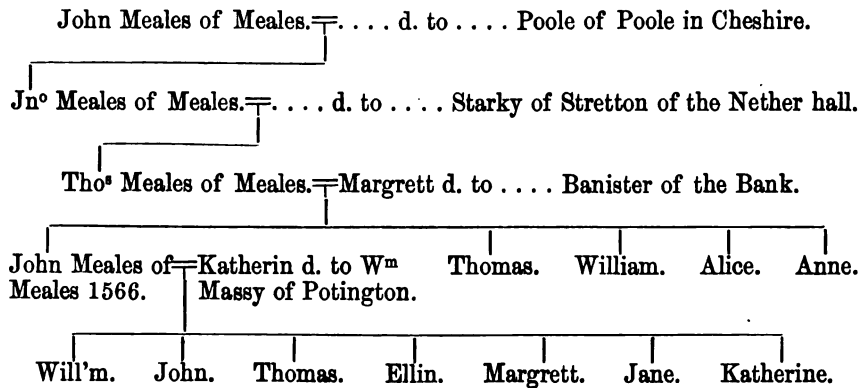 John Meales of Meales.=. . . . d. to . . . . Poole of Poole in Cheshire.
Jnᵒ Meales of Meales.=. . . . d. to . . . . Starky of Stretton of the Nether hall.
Thoˢ Meales of Meales.=Margrett d. to . . . . Banister of the Bank.
John Meales of=Katherin d. to Wᵐ Thomas. William. Alice. Anne.
Meales 1566. Massy of Potington.
Will'm. John. Thomas. Ellin. Margrett. Jane. Katherine.